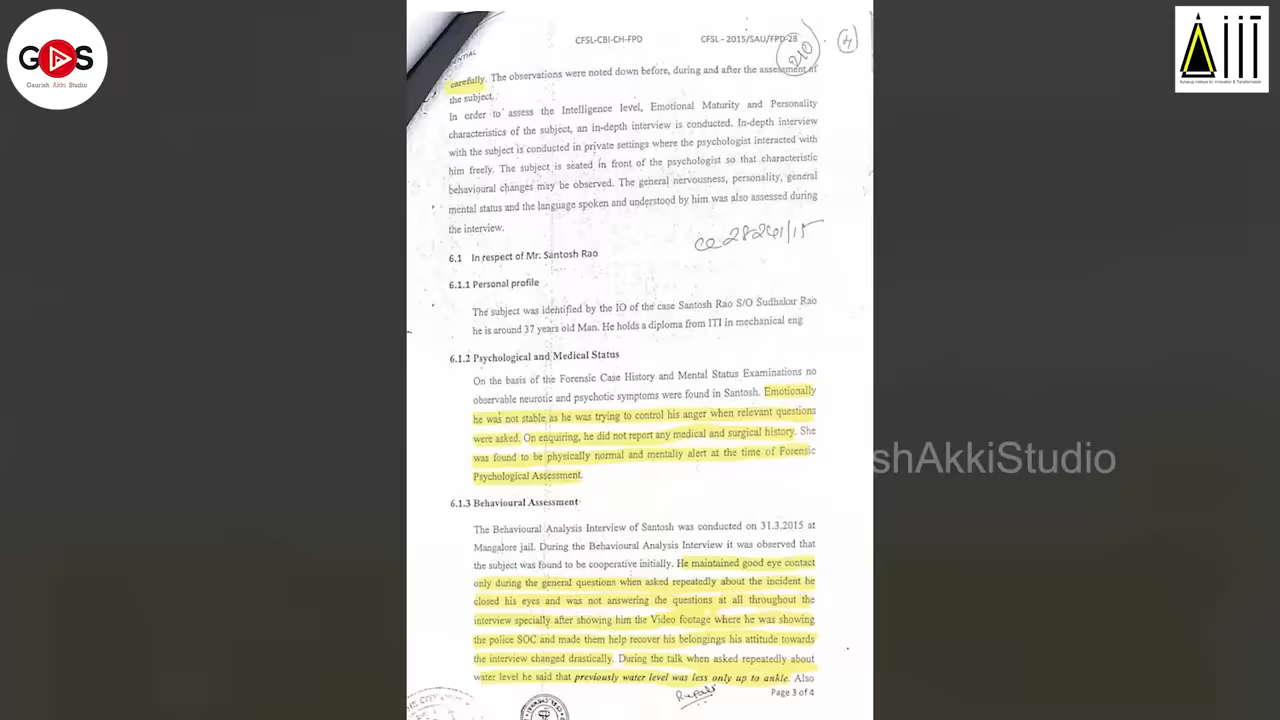 GAS
Gaurish Akki Studio
AIIT
CFSL-CBI-CH-FPD
CFSL - 2015/SAU/FPD-28
210
4
carefully. The observations were noted down before, during and after the assessment of
the subject.
In order to assess the Intelligence level, Emotional Maturity and Personality
characteristics of the subject, an in-depth interview is conducted. In-depth interview
with the subject is conducted in private settings where the psychologist interacted with
him freely. The subject is seated in front of the psychologist so that characteristic
behavioural changes may be observed. The general nervousness, personality, general
mental status and the language spoken and understood by him was also assessed during
the interview.
6.1 In respect of Mr. Santosh Rao
6.1.1 Personal profile
The subject was identified by the IO of the case Santosh Rao S/O Sudhakar Rao
he is around 37 years old Man. He holds a diploma from ITI in mechanical eng
6.1.2 Psychological and Medical Status
On the basis of the Forensic Case History and Mental Status Examinations no
observable neurotic and psychotic symptoms were found in Santosh. Emotionally
he was not stable as he was trying to control his anger when relevant questions
were asked. On enquiring, he did not report any medical and surgical history. She
was found to be physically normal and mentally alert at the time of Forensic
Psychological Assessment.
6.1.3 Behavioural Assessment
The Behavioural Analysis Interview of Santosh was conducted on 31.3.2015 at
Mangalore jail. During the Behavioural Analysis Interview it was observed that
the subject was found to be cooperative initially. He maintained good eye contact
only during the general questions when asked repeatedly about the incident he
closed his eyes and was not answering the questions at all throughout the
interview specially after showing him the Video footage where he was showing
the police SOC and made them help recover his belongings his attitude towards
the interview changed drastically. During the talk when asked repeatedly about
water level he said that previously water level was less only up to ankle. Also
Page 3 of 4
shAkkiStudio